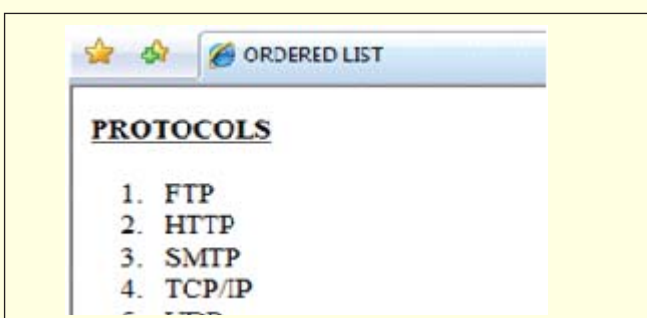 ORDERED LIST
PROTOCOLS
1. FTP
2. HTTP
3. SMTP
4. TCP/IP